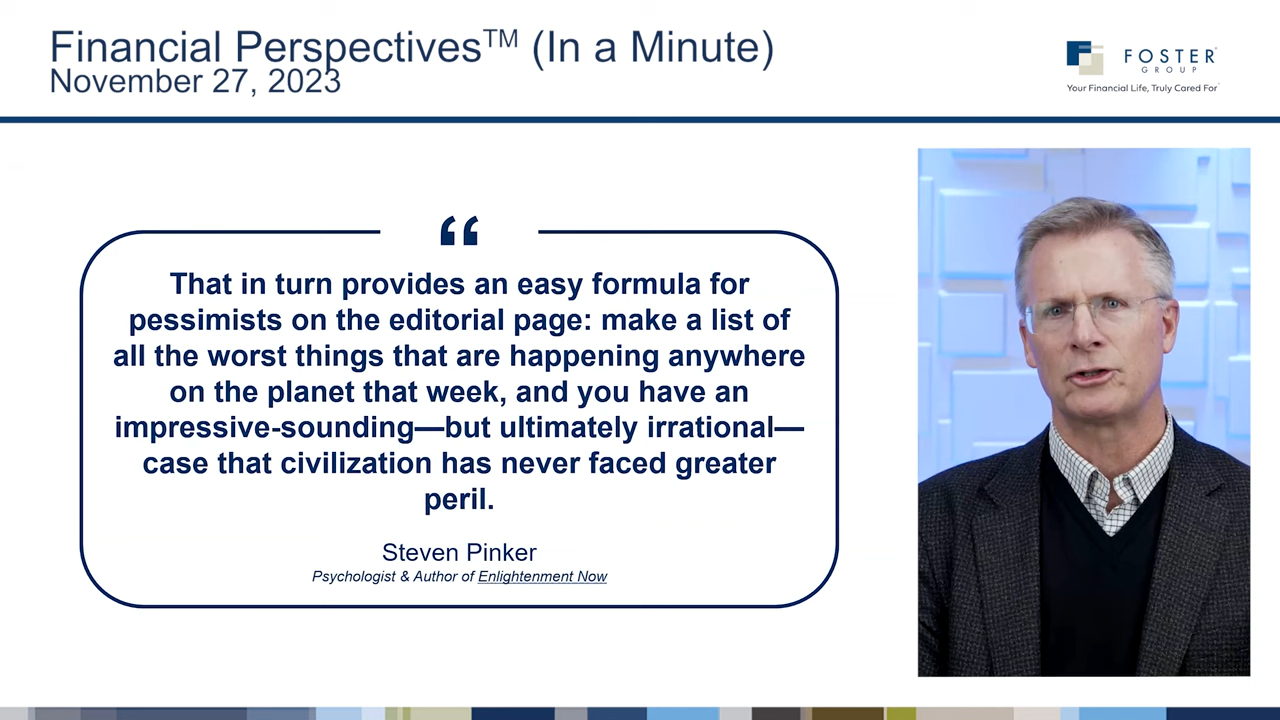 Financial Perspectives™ (In a Minute)
November 27, 2023
FOSTER
GROUP
Your Financial Life, Truly Cared For
“
That in turn provides an easy formula for
pessimists on the editorial page: make a list of
all the worst things that are happening anywhere
on the planet that week, and you have an
impressive-sounding—but ultimately irrational—
case that civilization has never faced greater
peril.
Steven Pinker
Psychologist & Author of Enlightenment Now